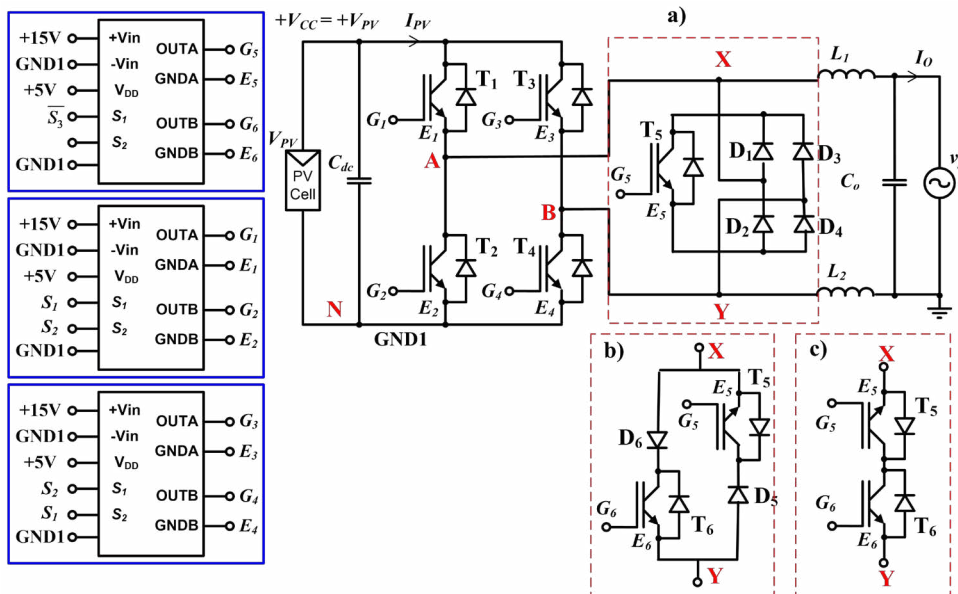 +15V +Vin OUTA G5
GND1 -Vin GNDA E5
+5V VDD
S̅3 S1 OUTB G6
S2
GND1 GNDB E6
+15V +Vin OUTA G1
GND1 -Vin GNDA E1
+5V VDD
S1 S1 OUTB G2
S2 S2
GND1 GNDB E2
+15V +Vin OUTA G3
GND1 -Vin GNDA E3
+5V VDD
S2 S1 OUTB G4
S1 S2
GND1 GNDB E4
+VCC = +VPV IPV
a)
VPV
PV
Cell
Cdc
G1 T1 E1
G3 T3 E3
A
B
G2 T2 E2
G4 T4 E4
N
GND1
X
T5 G5 E5
D1 D3
D2 D4
Y
L1 IO
Co
L2
b) X
E5 T5
G5
D6
D5
G6 T6
E6
Y
c) X
E5 T5
G5
G6
E6 T6
Y